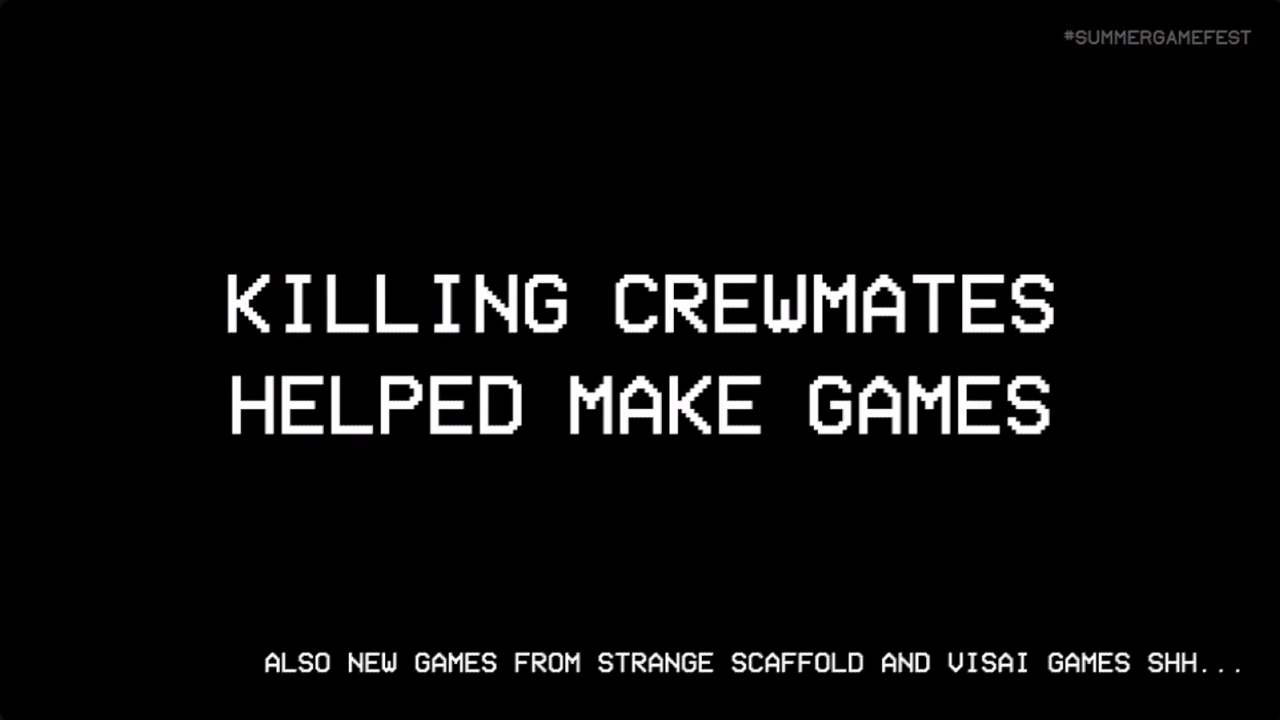 #SUMMERGAMEFEST
KILLING CREWMATES
HELPED MAKE GAMES
ALSO NEW GAMES FROM STRANGE SCAFFOLD AND VISAI GAMES SHH...